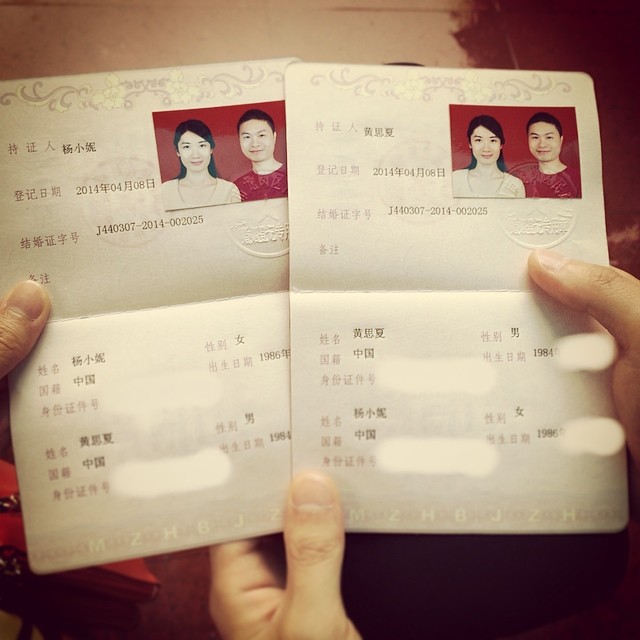 持证人 杨小妮
登记日期 2014年04月08日
结婚证字号 J440307-2014-002025
备注
姓名 杨小妮 性别 女
国籍 中国 出生日期 1986年
身份证件号
姓名 黄思夏 性别 男
国籍 中国 出生日期 1984
身份证件号
MZHBJZ
持证人 黄思夏
登记日期 2014年04月08日
结婚证字号 J440307-2014-002025
备注
姓名 黄思夏 性别 男
国籍 中国 出生日期 1984
身份证件号
姓名 杨小妮 性别 女
国籍 中国 出生日期 1986
身份证件号
MZHBJZH